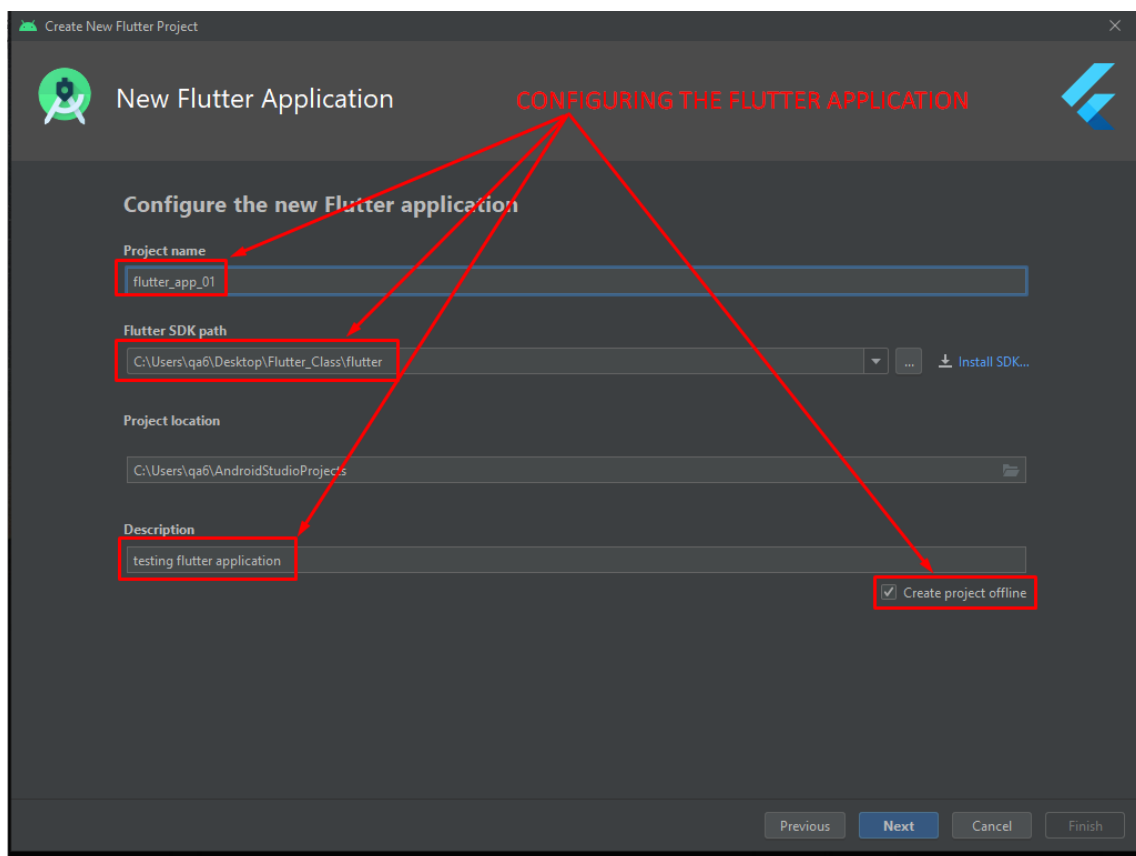 Create New Flutter Project
New Flutter Application
CONFIGURING THE FLUTTER APPLICATION
Configure the new Flutter application
Project name
flutter_app_01
Flutter SDK path
C:\Users\qa6\Desktop\Flutter_Class\flutter
... Install SDK...
Project location
C:\Users\qa6\AndroidStudioProjects
Description
testing flutter application
Create project offline
Previous Next Cancel Finish